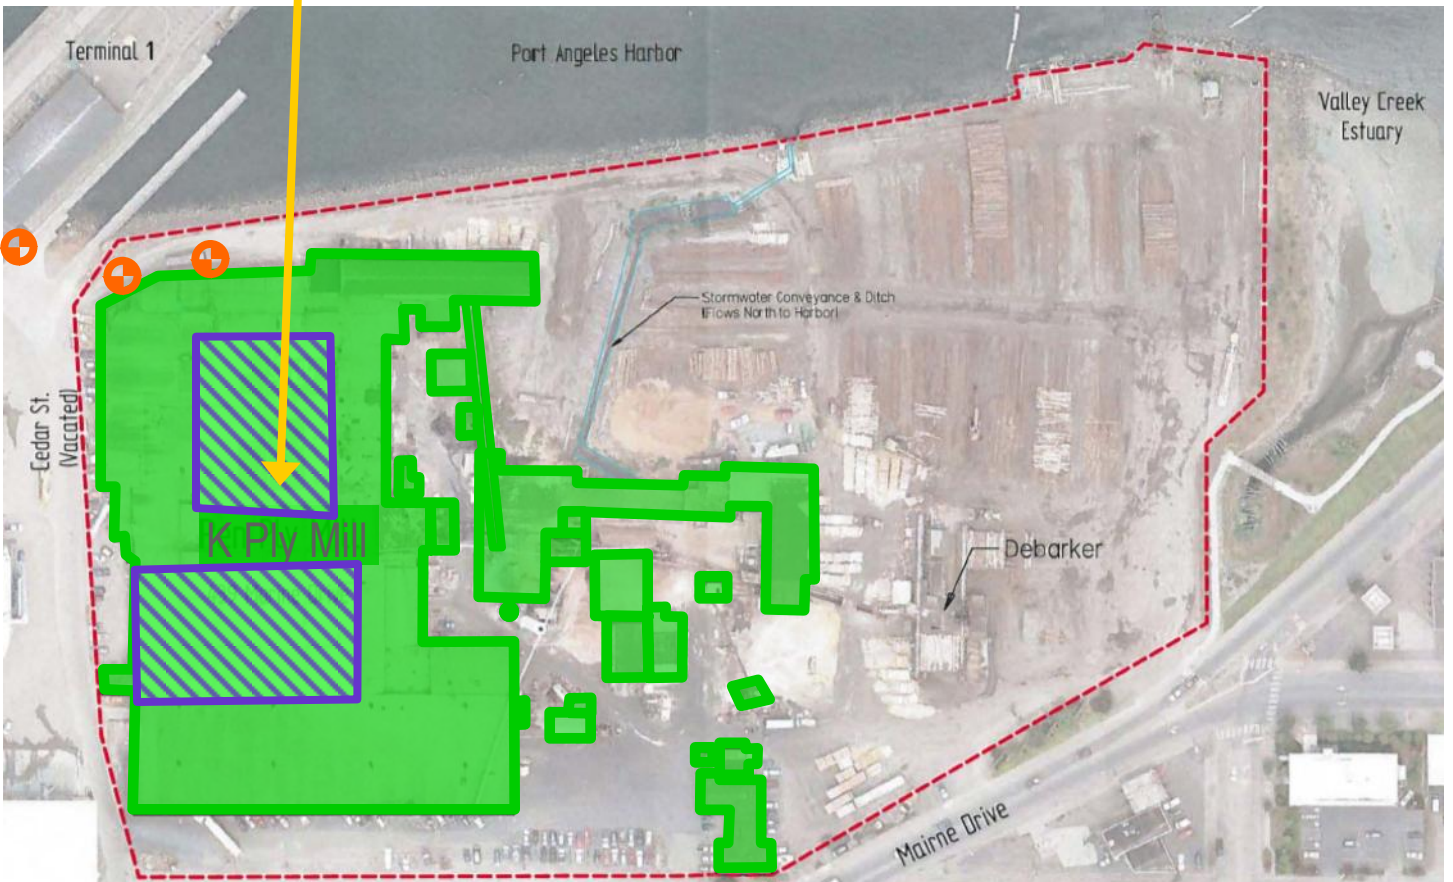 Terminal 1
Port Angeles Harbor
Valley Creek
Estuary
Stormwater Conveyance & Ditch
(Flows North to Harbor)
Cedar St.
(Vacated)
K Ply Mill
Debarker
Mairne Drive